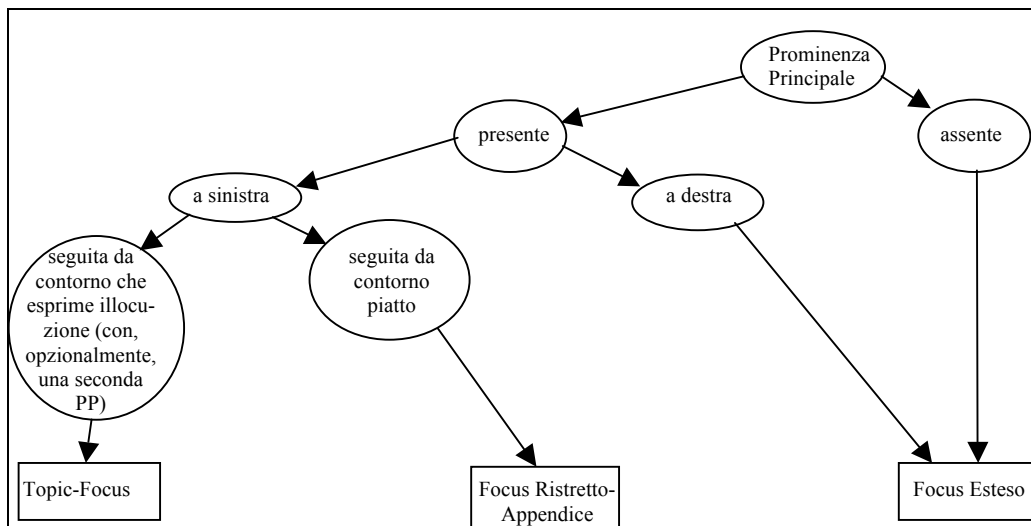 Prominenza
Principale
presente
assente
a sinistra
a destra
seguita da
contorno che
esprime illocu-
zione (con,
opzionalmente,
una seconda
PP)
seguita da
contorno
piatto
Topic-Focus
Focus Ristretto-
Appendice
Focus Esteso